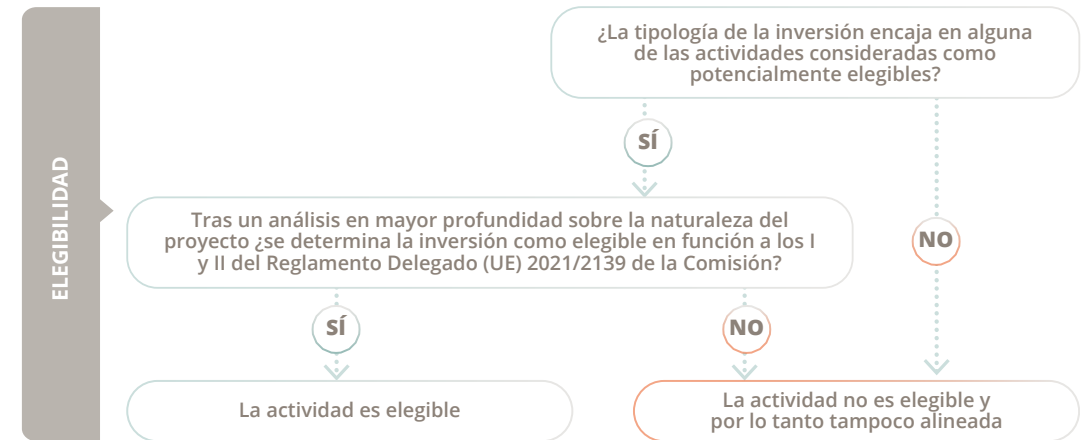 ELEGIBILIDAD
¿La tipología de la inversión encaja en alguna
de las actividades consideradas como
potencialmente elegibles?
SÍ
Tras un análisis en mayor profundidad sobre la naturaleza del
proyecto ¿se determina la inversión como elegible en función a los I
y II del Reglamento Delegado (UE) 2021/2139 de la Comisión?
NO
SÍ
NO
La actividad es elegible
La actividad no es elegible y
por lo tanto tampoco alineada